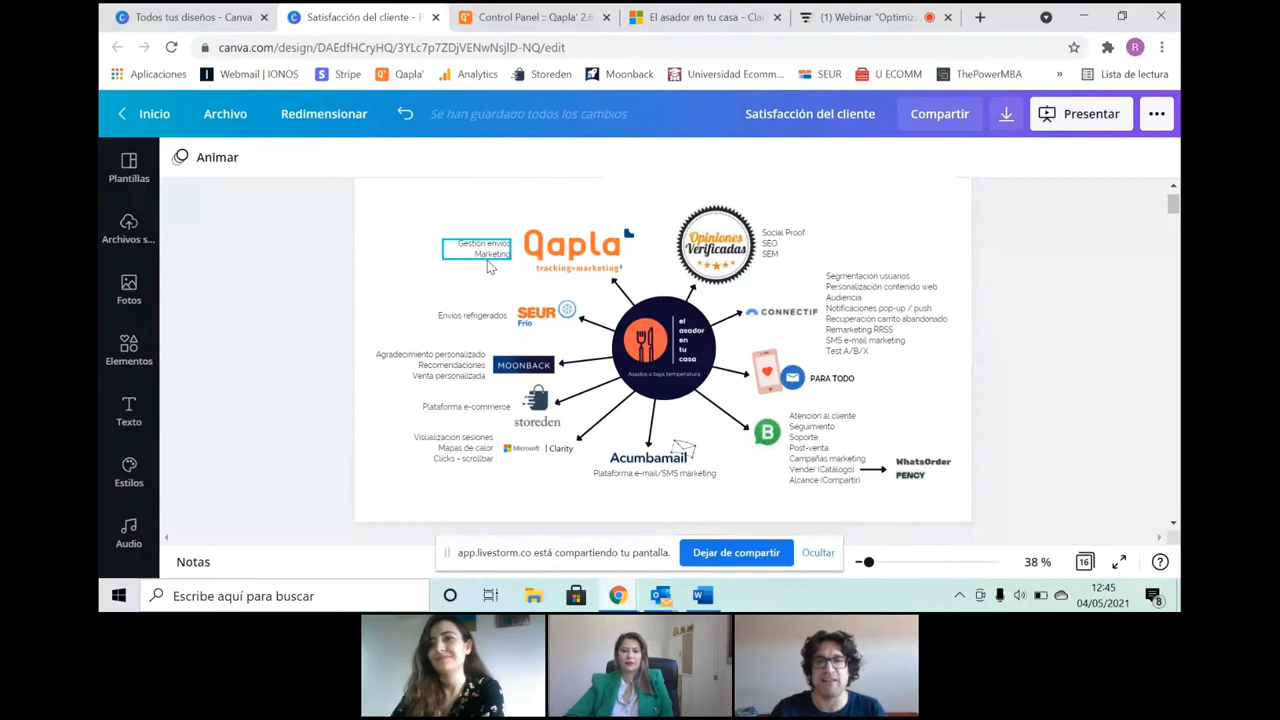 Todos tus diseños - Canva
Satisfacción del cliente - P
Control Panel :: Qapla' 2.6
El asador en tu casa - Cla
(1) Webinar "Optimiz
canva.com/design/DAEdfHCryHQ/3YLc7p7ZDjVENwNsjlD-NQ/edit
R
Aplicaciones
Webmail | IONOS
Stripe
Qapla'
Analytics
Storeden
Moonback
Universidad Ecomm...
SEUR
U ECOMM
ThePowerMBA
»
Lista de lectura
Inicio
Archivo
Redimensionar
Se han guardado todos los cambios
Satisfacción del cliente
Compartir
Presentar
Animar
Plantillas
Archivos s...
Fotos
Elementos
Texto
Estilos
Audio
Gestión envíos
Marketing
Qapla
tracking+marketing²
Opiniones
Verificadas
Social Proof
SEO
SEM
Envíos refrigerados
SEUR
Frío
CONNECTIF
Segmentación usuarios
Personalización contenido web
Audiencia
Notificaciones pop-up / push
Recuperacion carrito abandonado
Remarketing RRSS
SMS e-mail marketing
Test A/B/X
el
asador
en
tu
casa
Asados a baja temperatura
Agradecimiento personalizado
Recomendaciones
Venta personalizada
MOONBACK
PARA TODO
Plataforma e-commerce
storeden
Visualización sesiones
Mapas de calor
Clicks - scrollbar
Microsoft | Clarity
Acumbamail
Plataforma e-mail/SMS marketing
B
Atención al cliente
Seguimiento
Soporte
Post-venta
Campañas marketing
Vender (Catálogo)
Alcance (Compartir)
WhatsOrder
PENCY
app.livestorm.co está compartiendo tu pantalla.
Dejar de compartir
Ocultar
Notas
38 %
16
Escribe aquí para buscar
12:45
04/05/2021
8